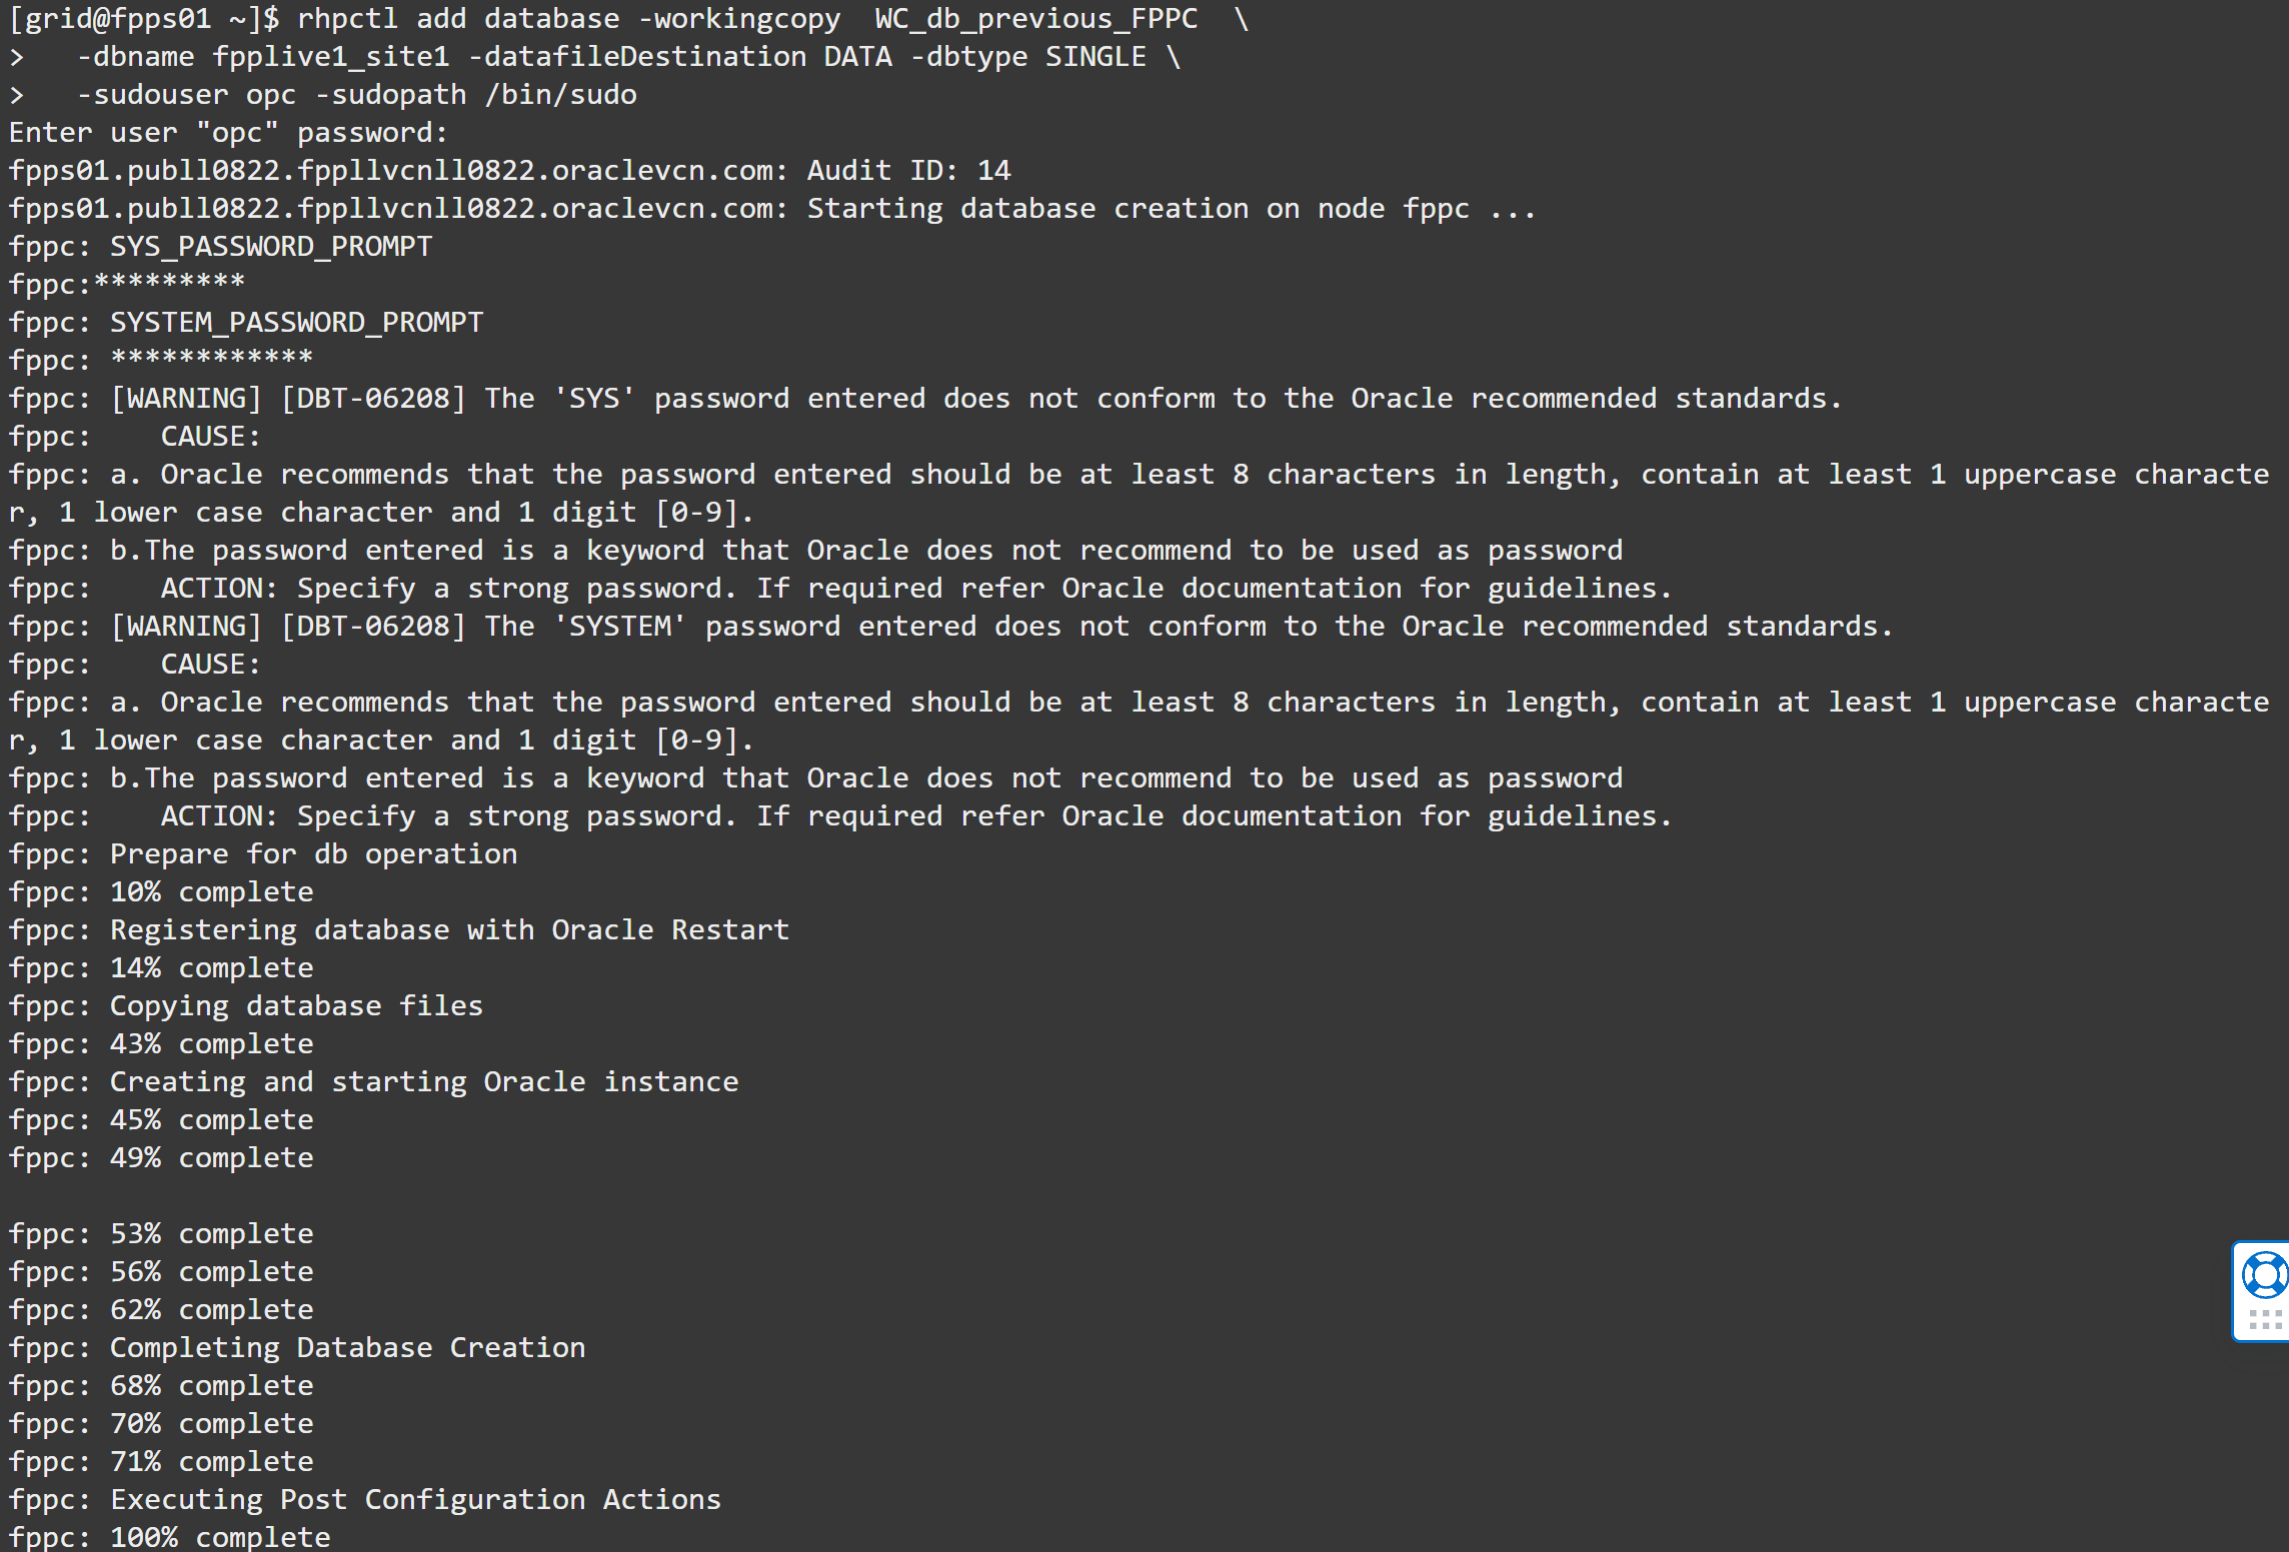 [grid@fpps01 ~]$ rhpctl add database -workingcopy  WC_db_previous_FPPC  \
>   -dbname fpplive1_site1 -datafileDestination DATA -dbtype SINGLE \
>   -sudouser opc -sudopath /bin/sudo
Enter user "opc" password:
fpps01.publl0822.fppllvcnll0822.oraclevcn.com: Audit ID: 14
fpps01.publl0822.fppllvcnll0822.oraclevcn.com: Starting database creation on node fppc ...
fppc: SYS_PASSWORD_PROMPT
fppc:*********
fppc: SYSTEM_PASSWORD_PROMPT
fppc: ************
fppc: [WARNING] [DBT-06208] The 'SYS' password entered does not conform to the Oracle recommended standards.
fppc:    CAUSE:
fppc: a. Oracle recommends that the password entered should be at least 8 characters in length, contain at least 1 uppercase characte
r, 1 lower case character and 1 digit [0-9].
fppc: b.The password entered is a keyword that Oracle does not recommend to be used as password
fppc:    ACTION: Specify a strong password. If required refer Oracle documentation for guidelines.
fppc: [WARNING] [DBT-06208] The 'SYSTEM' password entered does not conform to the Oracle recommended standards.
fppc:    CAUSE:
fppc: a. Oracle recommends that the password entered should be at least 8 characters in length, contain at least 1 uppercase characte
r, 1 lower case character and 1 digit [0-9].
fppc: b.The password entered is a keyword that Oracle does not recommend to be used as password
fppc:    ACTION: Specify a strong password. If required refer Oracle documentation for guidelines.
fppc: Prepare for db operation
fppc: 10% complete
fppc: Registering database with Oracle Restart
fppc: 14% complete
fppc: Copying database files
fppc: 43% complete
fppc: Creating and starting Oracle instance
fppc: 45% complete
fppc: 49% complete
fppc: 53% complete
fppc: 56% complete
fppc: 62% complete
fppc: Completing Database Creation
fppc: 68% complete
fppc: 70% complete
fppc: 71% complete
fppc: Executing Post Configuration Actions
fppc: 100% complete